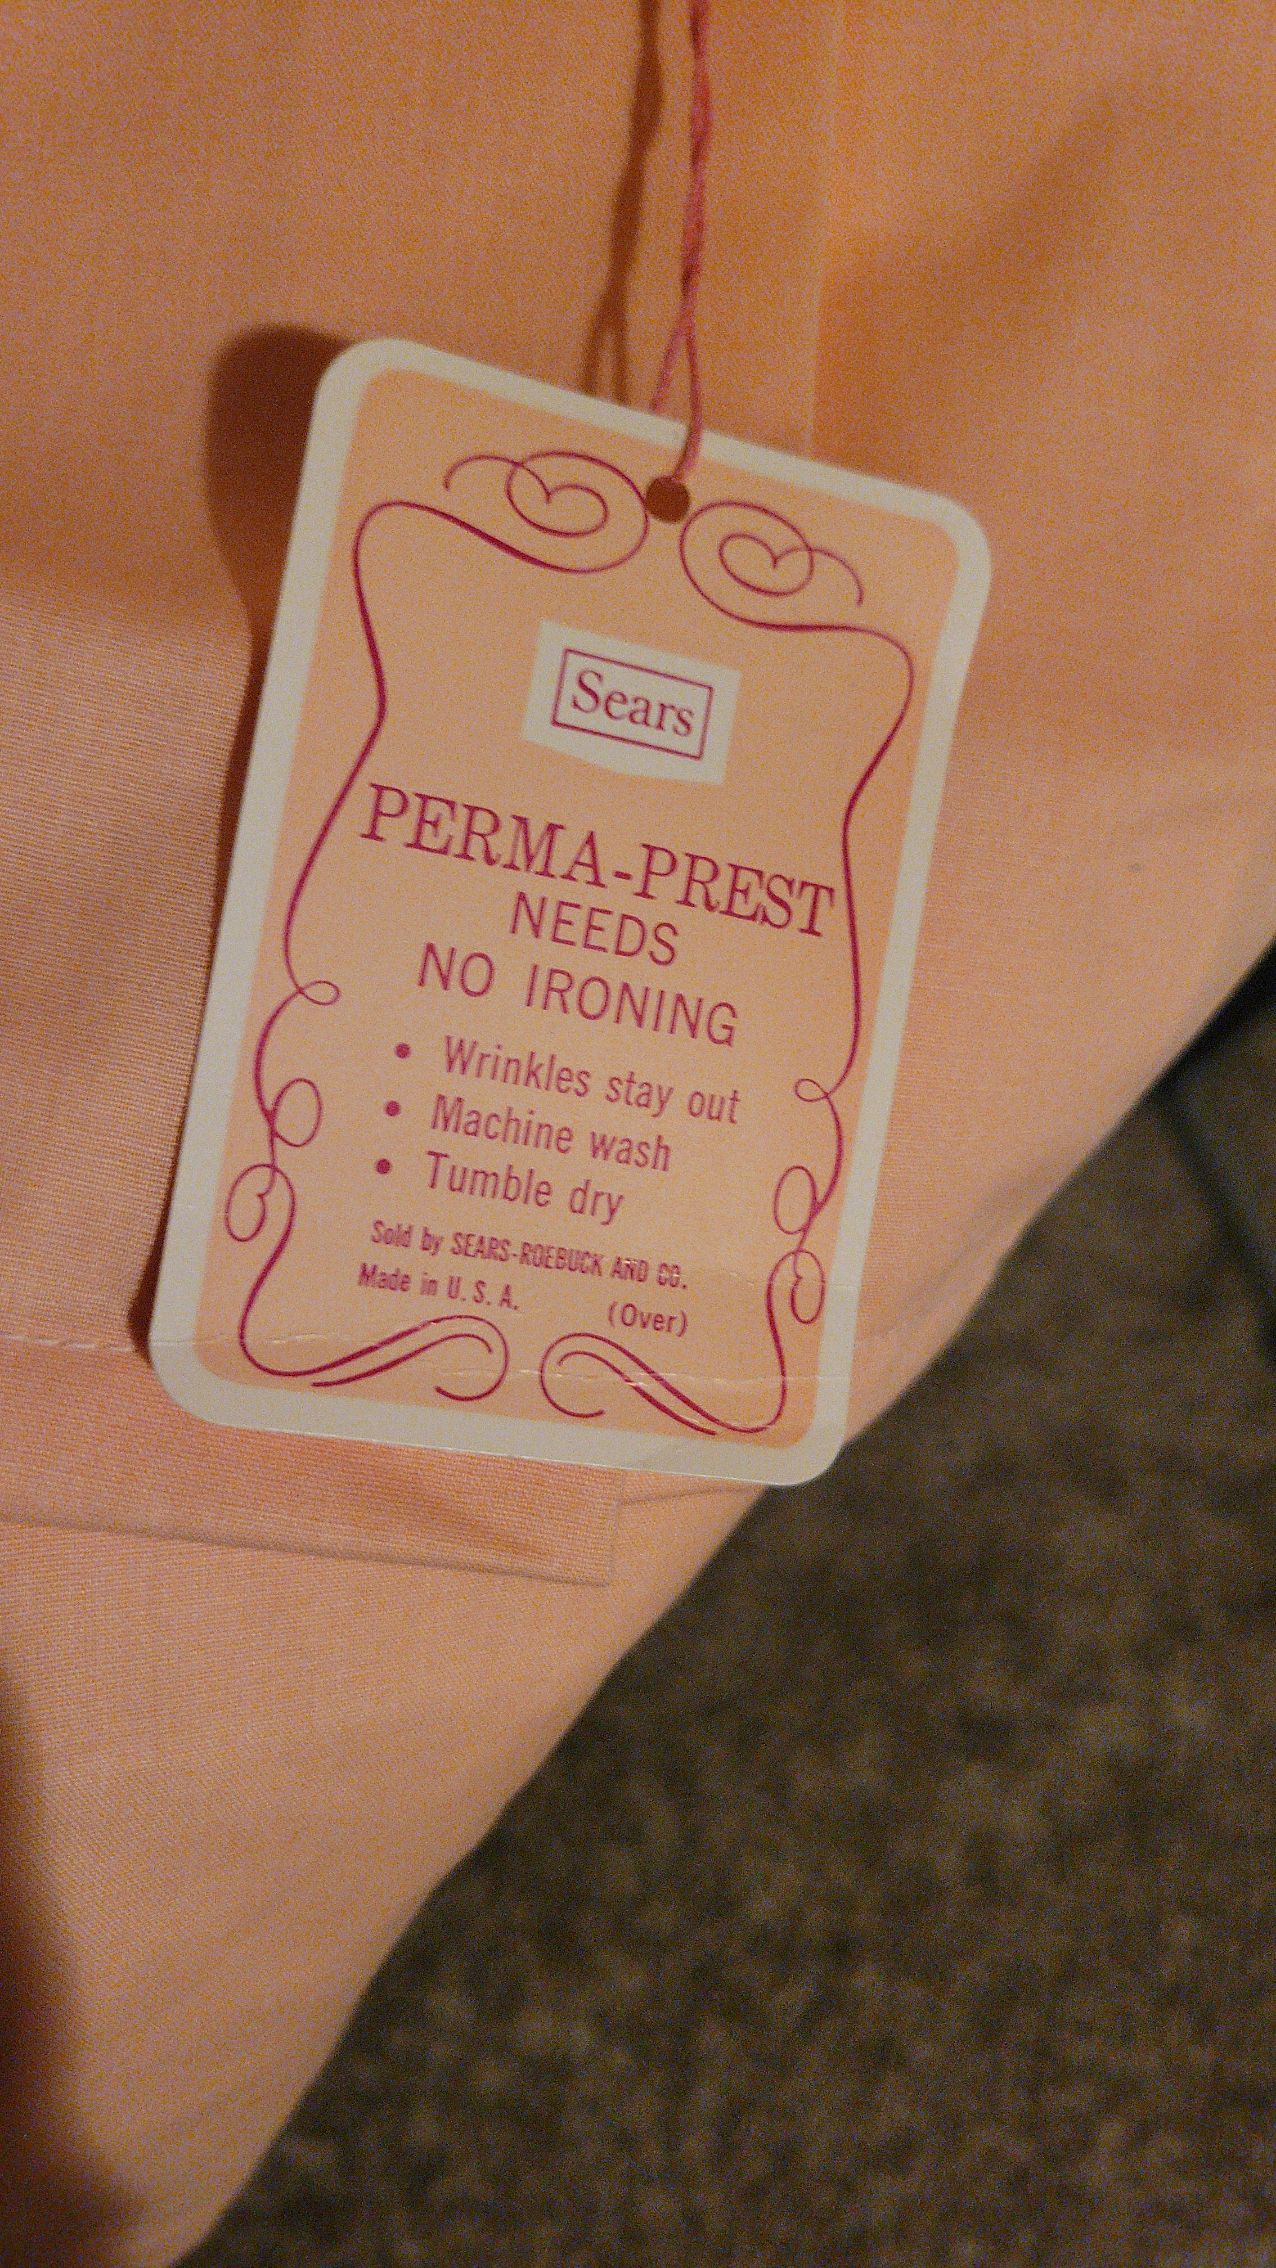 Sears
PERMA-PREST
NEEDS
NO IRONING
• Wrinkles stay out
• Machine wash
• Tumble dry
Sold by SEARS-ROEBUCK AND CO.
Made in U. S. A. (Over)